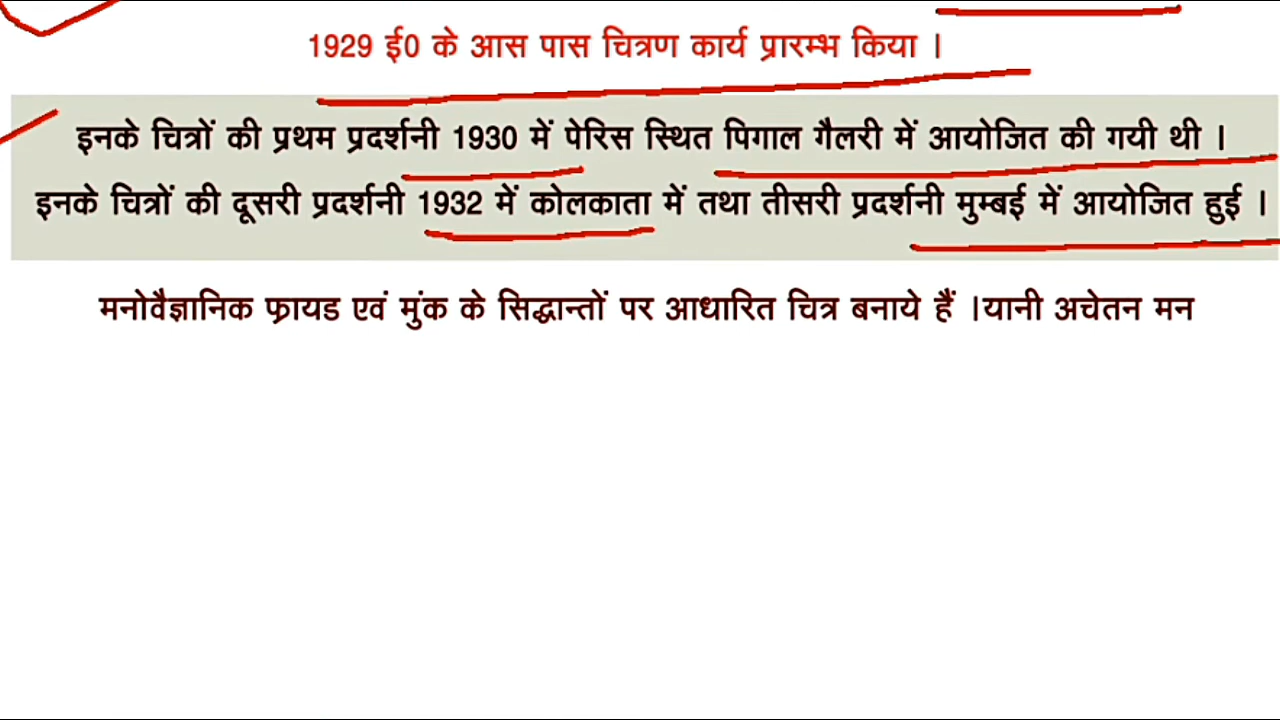 1929 ई0 के आस पास चित्रण कार्य प्रारम्भ किया ।
इनके चित्रों की प्रथम प्रदर्शनी 1930 में पेरिस स्थित पिगाल गैलरी में आयोजित की गयी थी ।
इनके चित्रों की दूसरी प्रदर्शनी 1932 में कोलकाता में तथा तीसरी प्रदर्शनी मुम्बई में आयोजित हुई ।
मनोवैज्ञानिक फ्रायड एवं मुंक के सिद्धान्तों पर आधारित चित्र बनाये हैं ।यानी अचेतन मन